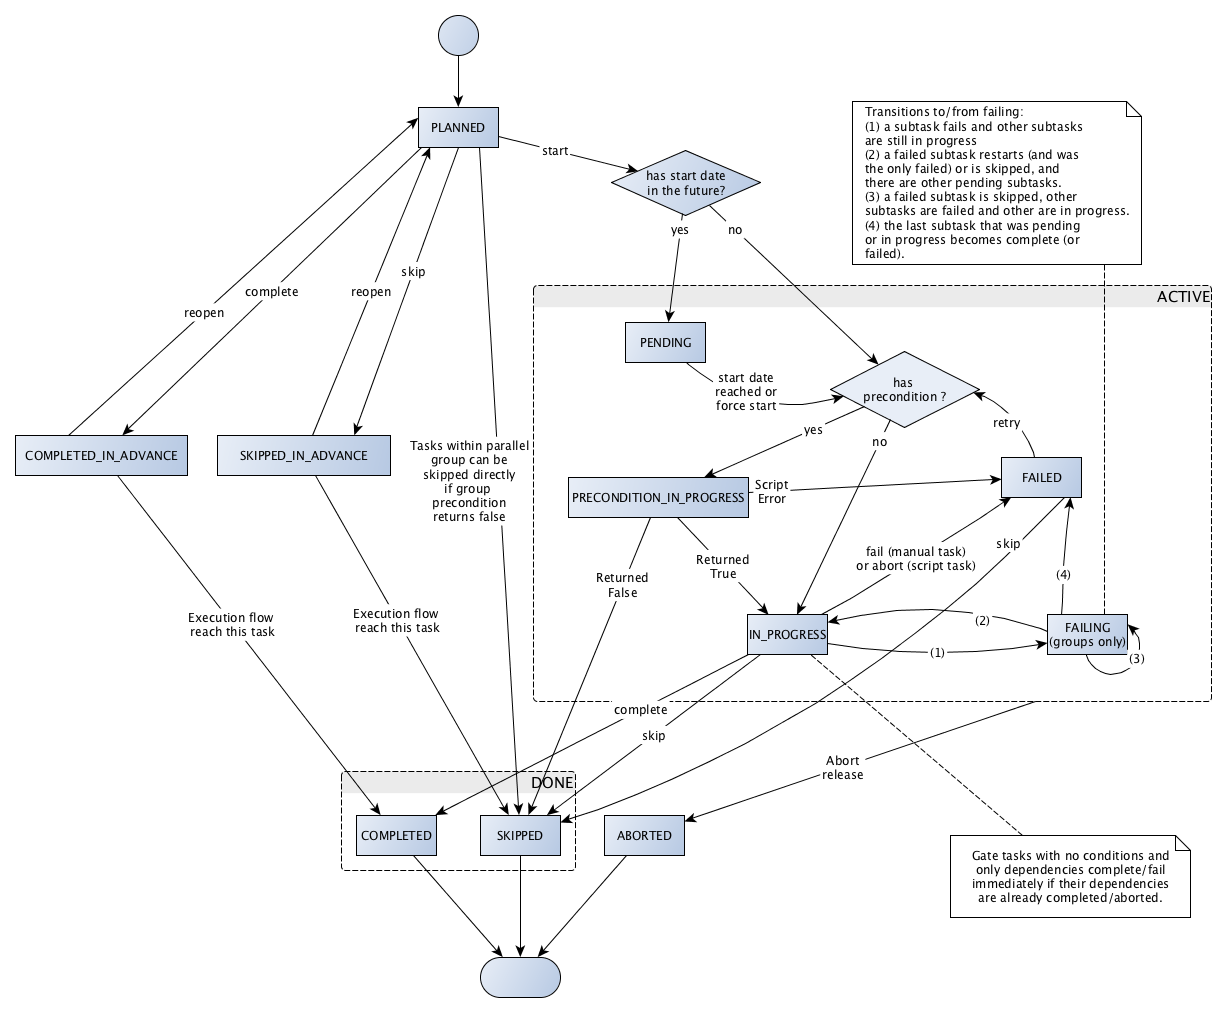 PLANNED
start
has start date
in the future?
Transitions to/from failing:
(1) a subtask fails and other subtasks
are still in progress
(2) a failed subtask restarts (and was
the only failed) or is skipped, and
there are other pending subtasks.
(3) a failed subtask is skipped, other
subtasks are failed and other are in progress.
(4) the last subtask that was pending
or in progress becomes complete (or
failed).
yes
no
skip
complete
reopen
reopen
ACTIVE
PENDING
start date
reached or
force start
has
precondition ?
retry
yes
no
COMPLETED_IN_ADVANCE
SKIPPED_IN_ADVANCE
Tasks within parallel
group can be
skipped directly
if group
precondition
returns false
PRECONDITION_IN_PROGRESS
Script
Error
FAILED
skip
fail (manual task)
or abort (script task)
Returned
True
Returned
False
(4)
Execution flow
reach this task
Execution flow
reach this task
IN_PROGRESS
(2)
(1)
FAILING
(groups only)
(3)
complete
skip
Abort
release
DONE
COMPLETED
SKIPPED
ABORTED
Gate tasks with no conditions and
only dependencies complete/fail
immediately if their dependencies
are already completed/aborted.